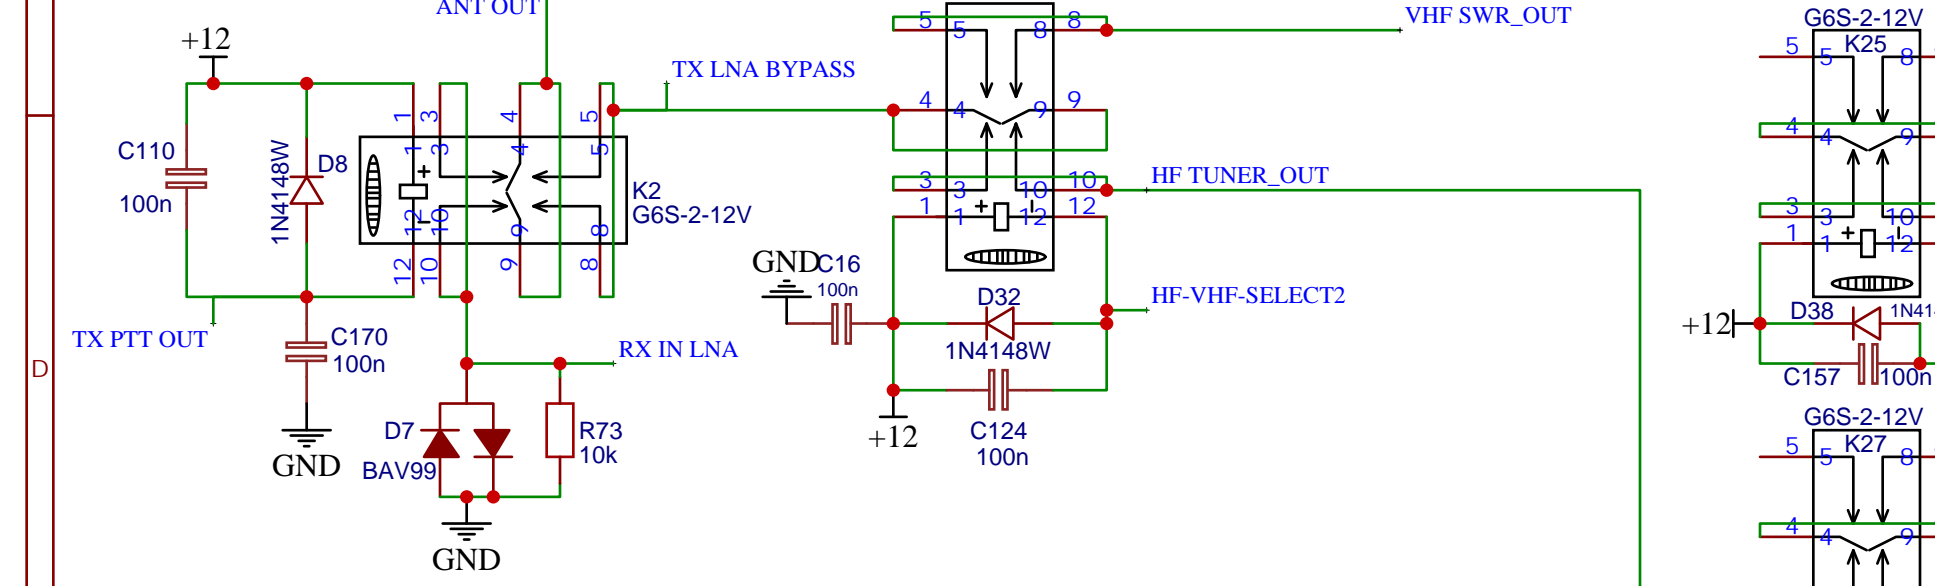 ANT OUT
VHF SWR_OUT
G6S-2-12V
K25
+12
TX LNA BYPASS
5
5
8
8
5
5
8
4
4
9
9
4
4
9
1
3
4
5
1
3
4
5
C110
100n
1N4148W
D8
+
K2
G6S-2-12V
12
10
9
8
12
10
9
8
3
3
10
10
HF TUNER_OUT
1
1
+
12
12
3
3
10
1
1
+
12
GND
C16
100n
TX PTT OUT
C170
100n
GND
RX IN LNA
D32
1N4148W
HF-VHF-SELECT2
+12
D38
1N41
C157
100n
D
D7
BAV99
R73
10k
GND
+12
C124
100n
G6S-2-12V
K27
5
5
8
4
4
9